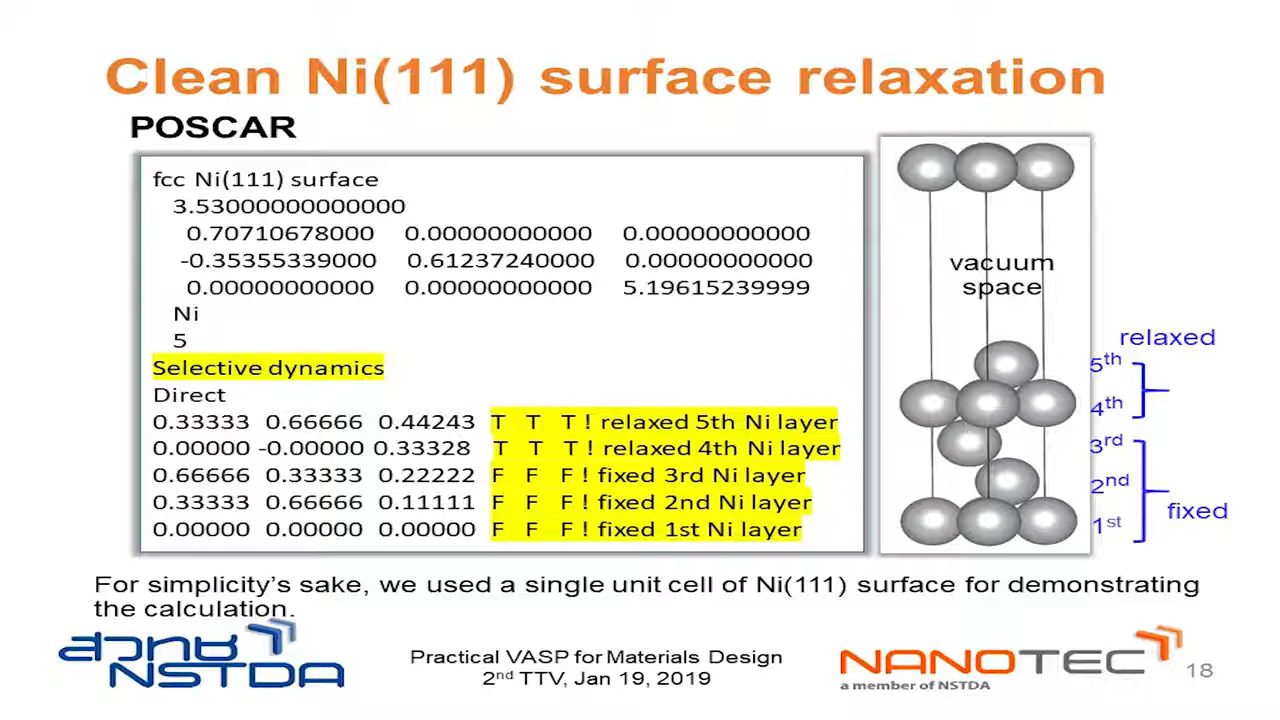 Clean Ni(111) surface relaxation
POSCAR
fcc Ni(111) surface
3.53000000000000
0.70710678000 0.00000000000 0.00000000000
-0.35355339000 0.61237240000 0.00000000000
0.00000000000 0.00000000000 5.19615239999
Ni
5
Selective dynamics
Direct
0.33333 0.66666 0.44243 T T T ! relaxed 5th Ni layer
0.00000 -0.00000 0.33328 T T T ! relaxed 4th Ni layer
0.66666 0.33333 0.22222 F F F ! fixed 3rd Ni layer
0.33333 0.66666 0.11111 F F F ! fixed 2nd Ni layer
0.00000 0.00000 0.00000 F F F ! fixed 1st Ni layer
vacuum
space
relaxed
5th
4th
3rd
2nd
1st
fixed
For simplicity's sake, we used a single unit cell of Ni(111) surface for demonstrating
the calculation.
สวทช
NSTDA
Practical VASP for Materials Design
2nd TTV, Jan 19, 2019
NANOTEC
a member of NSTDA
18